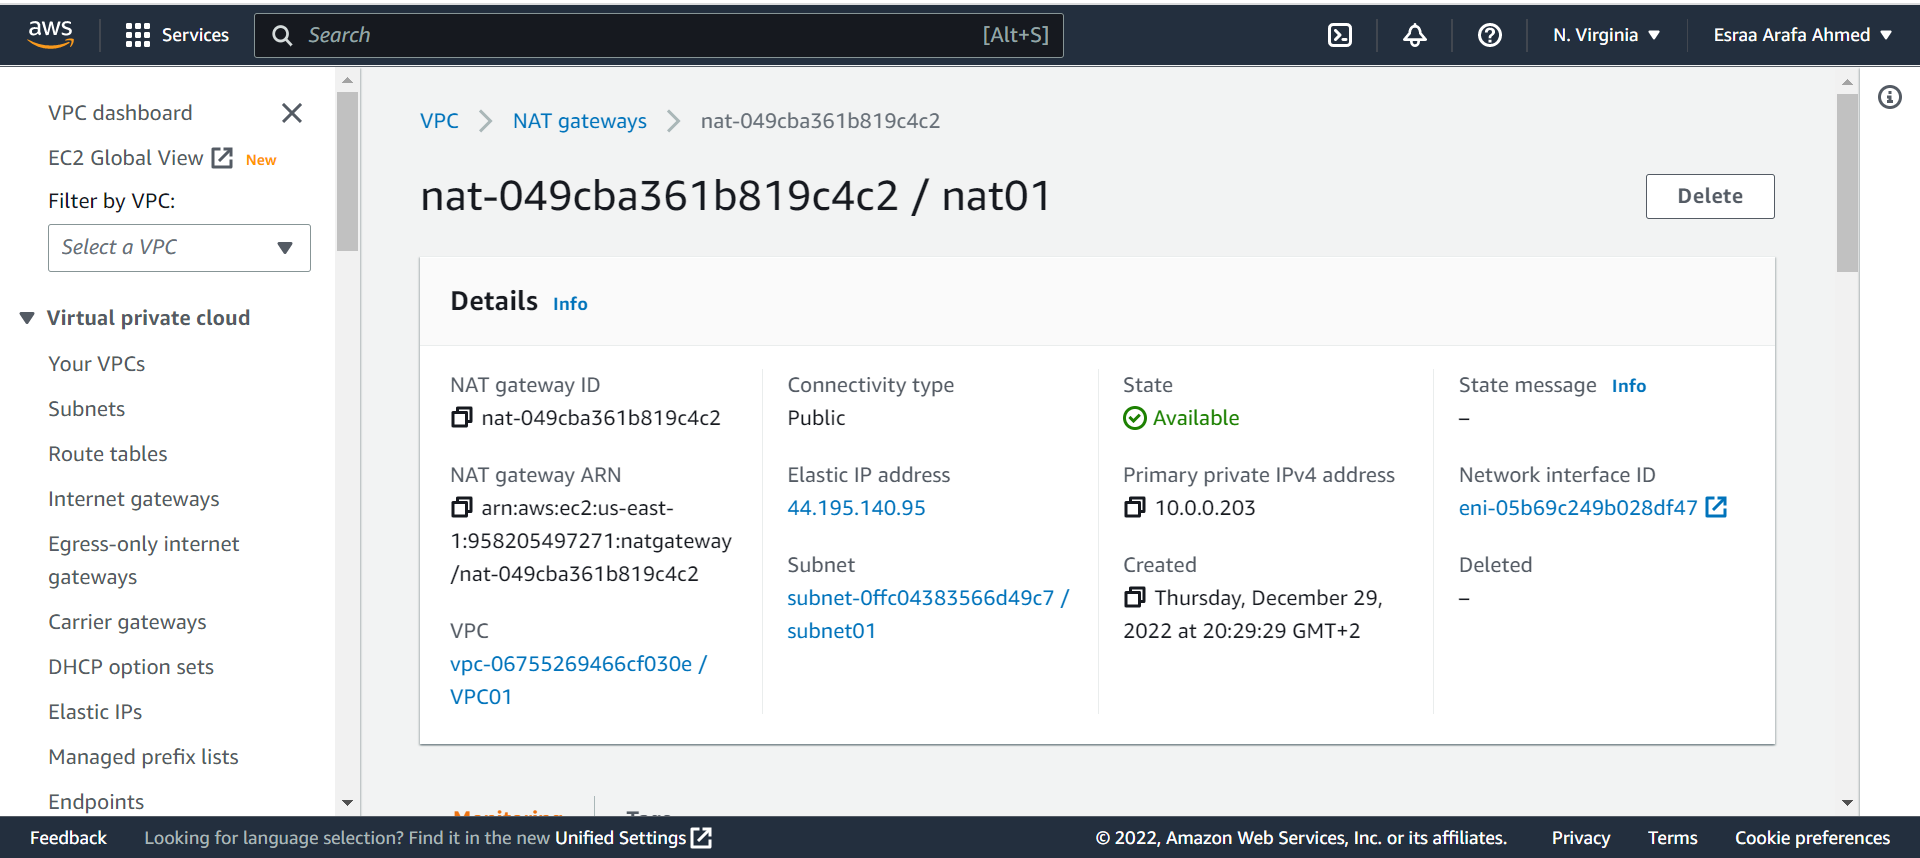 aws
Services
Search
[Alt+S]
N. Virginia
Esraa Arafa Ahmed
VPC dashboard
EC2 Global View
New
Filter by VPC:
Select a VPC
Virtual private cloud
Your VPCs
Subnets
Route tables
Internet gateways
Egress-only internet
gateways
Carrier gateways
DHCP option sets
Elastic IPs
Managed prefix lists
Endpoints
VPC
NAT gateways
nat-049cba361b819c4c2
nat-049cba361b819c4c2 / nat01
Delete
Details
Info
NAT gateway ID
nat-049cba361b819c4c2
NAT gateway ARN
arn:aws:ec2:us-east-
1:958205497271:natgateway
/nat-049cba361b819c4c2
VPC
vpc-06755269466cf030e /
VPC01
Connectivity type
Public
Elastic IP address
44.195.140.95
Subnet
subnet-0ffc04383566d49c7 /
subnet01
State
Available
Primary private IPv4 address
10.0.0.203
Created
Thursday, December 29,
2022 at 20:29:29 GMT+2
State message
Info
–
Network interface ID
eni-05b69c249b028df47
Deleted
–
Monitoring
Tags
Feedback
Looking for language selection? Find it in the new Unified Settings
© 2022, Amazon Web Services, Inc. or its affiliates.
Privacy
Terms
Cookie preferences